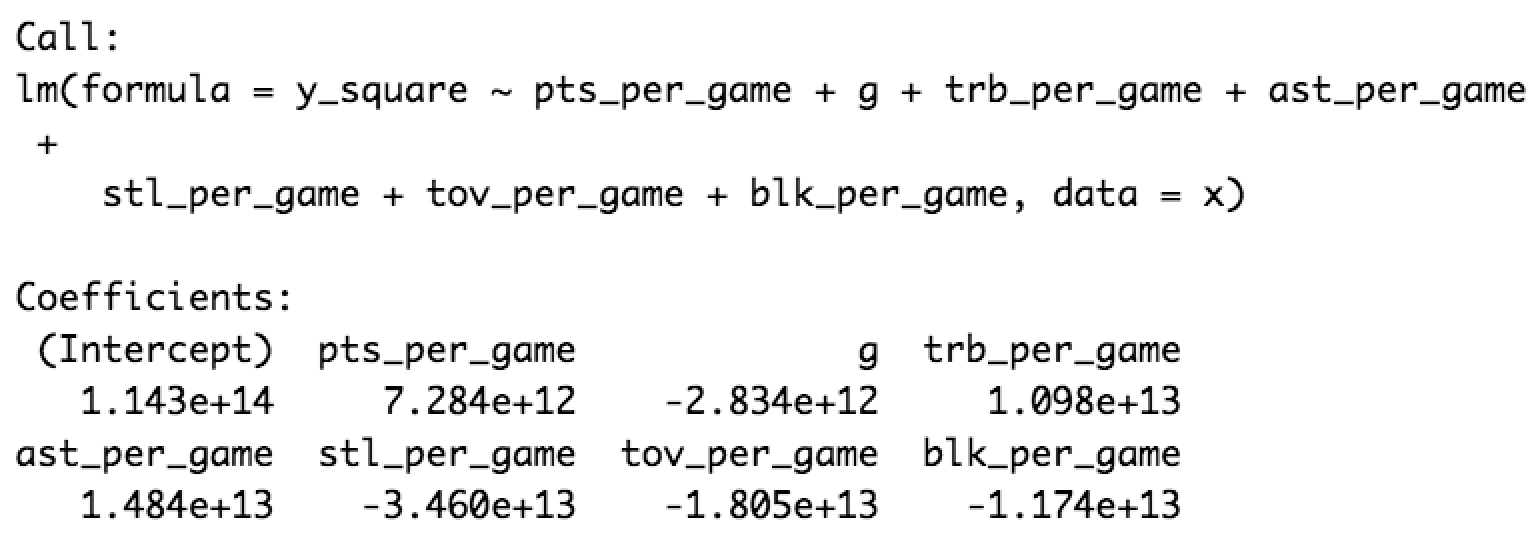 Call:
lm(formula = y_square ~ pts_per_game + g + trb_per_game + ast_per_game
 +
    stl_per_game + tov_per_game + blk_per_game, data = x)

Coefficients:
 (Intercept)  pts_per_game             g  trb_per_game
   1.143e+14     7.284e+12    -2.834e+12     1.098e+13
ast_per_game  stl_per_game  tov_per_game  blk_per_game
   1.484e+13    -3.460e+13    -1.805e+13    -1.174e+13